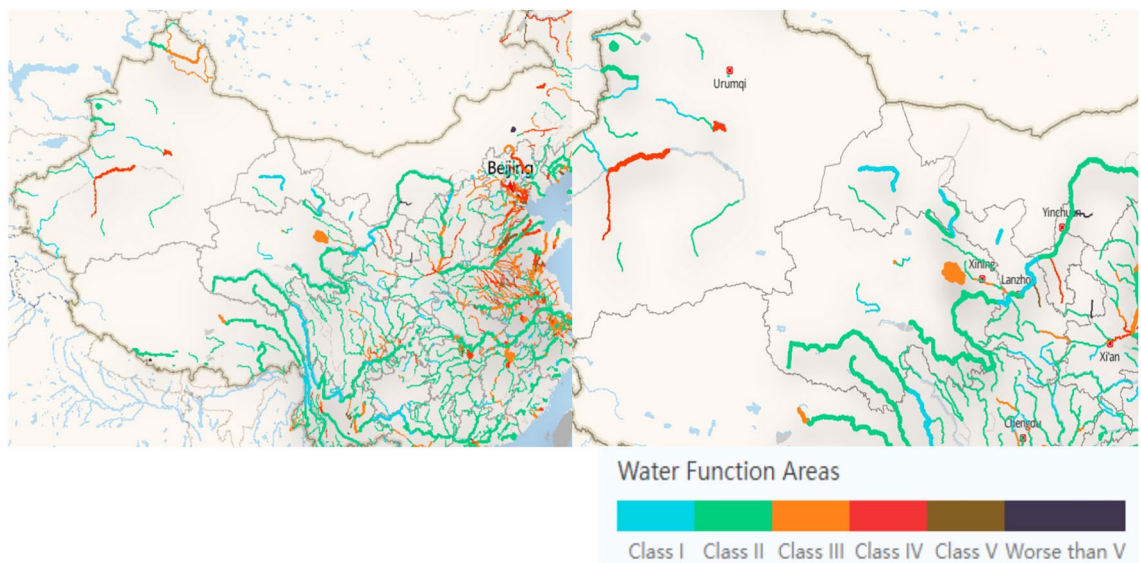 Beijing
Urumqi
Yinchuan
Xining
Lanzho
Xi'an
Chengdu
Water Function Areas
Class I Class II Class III Class IV Class V Worse than V